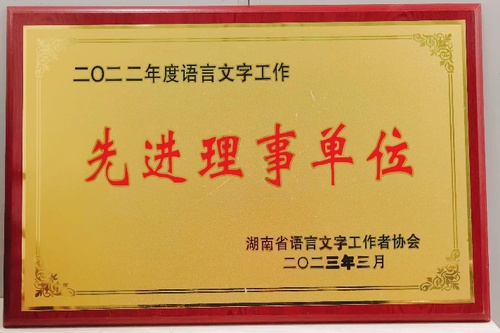 二〇二二年度语言文字工作
先进理事单位
湖南省语言文字工作者协会
二〇二三年三月